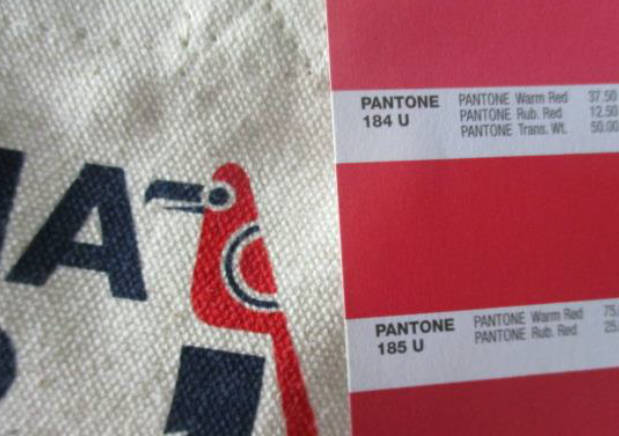 A
PANTONE
184 U
PANTONE Warm Red 37.50
PANTONE Rub. Red 12.50
PANTONE Trans. Wt. 50.00
PANTONE
185 U
PANTONE Warm Red
PANTONE Rub. Red